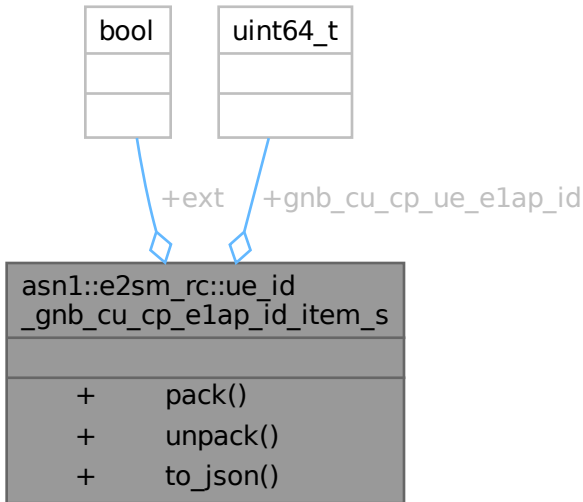 bool
uint64_t
+ext
+gnb_cu_cp_ue_e1ap_id
asn1::e2sm_rc::ue_id
_gnb_cu_cp_e1ap_id_item_s
+ pack()
+ unpack()
+ to_json()